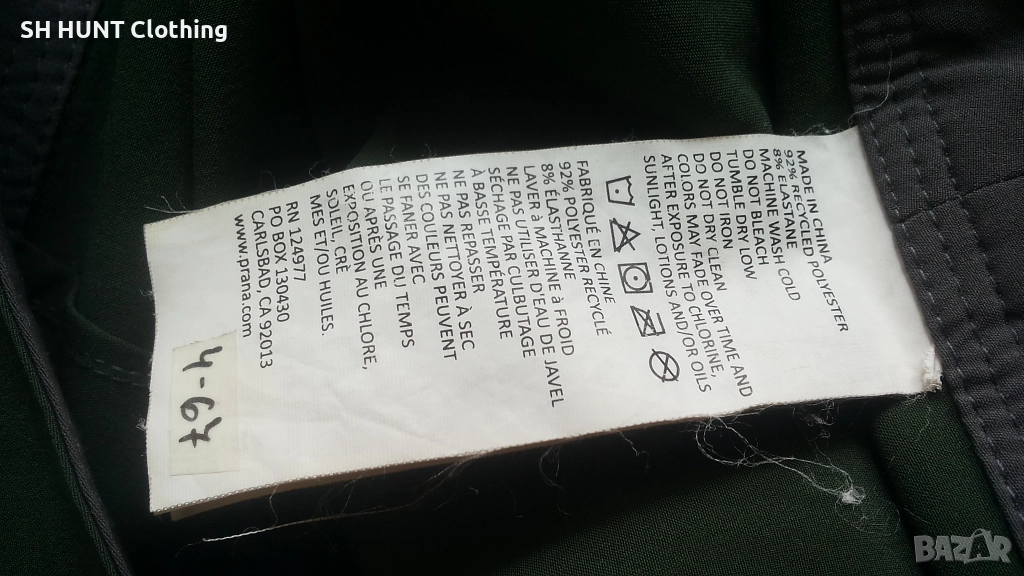 SH HUNT Clothing
MADE IN CHINA
92% RECYCLED POLYESTER
8% ELASTANE
MACHINE WASH COLD
DO NOT BLEACH
TUMBLE DRY LOW
DO NOT IRON
DO NOT DRY CLEAN
COLORS MAY FADE OVER TIME AND
AFTER EXPOSURE TO CHLORINE,
SUNLIGHT, LOTIONS AND/OR OILS
FABRIQUÉ EN CHINE
92% POLYESTER RECYCLÉ
8% ÉLASTHANNE
LAVER À MACHINE À FROID
NE PAS UTILISER D'EAU DE JAVEL
SÉCHAGE PAR CULBUTAGE
À BASSE TEMPÉRATURE
NE PAS REPASSER
NE PAS NETTOYER À SEC
DES COULEURS PEUVENT
SE FANER AVEC
LE PASSAGE DU TEMPS
OU APRÈS UNE
EXPOSITION AU CHLORE,
SOLEIL, CRÈ
MES ET/OU HUILES.
RN 124977
PO BOX 130430
CARLSBAD, CA 92013
www.prana.com
4-67
BAZAR